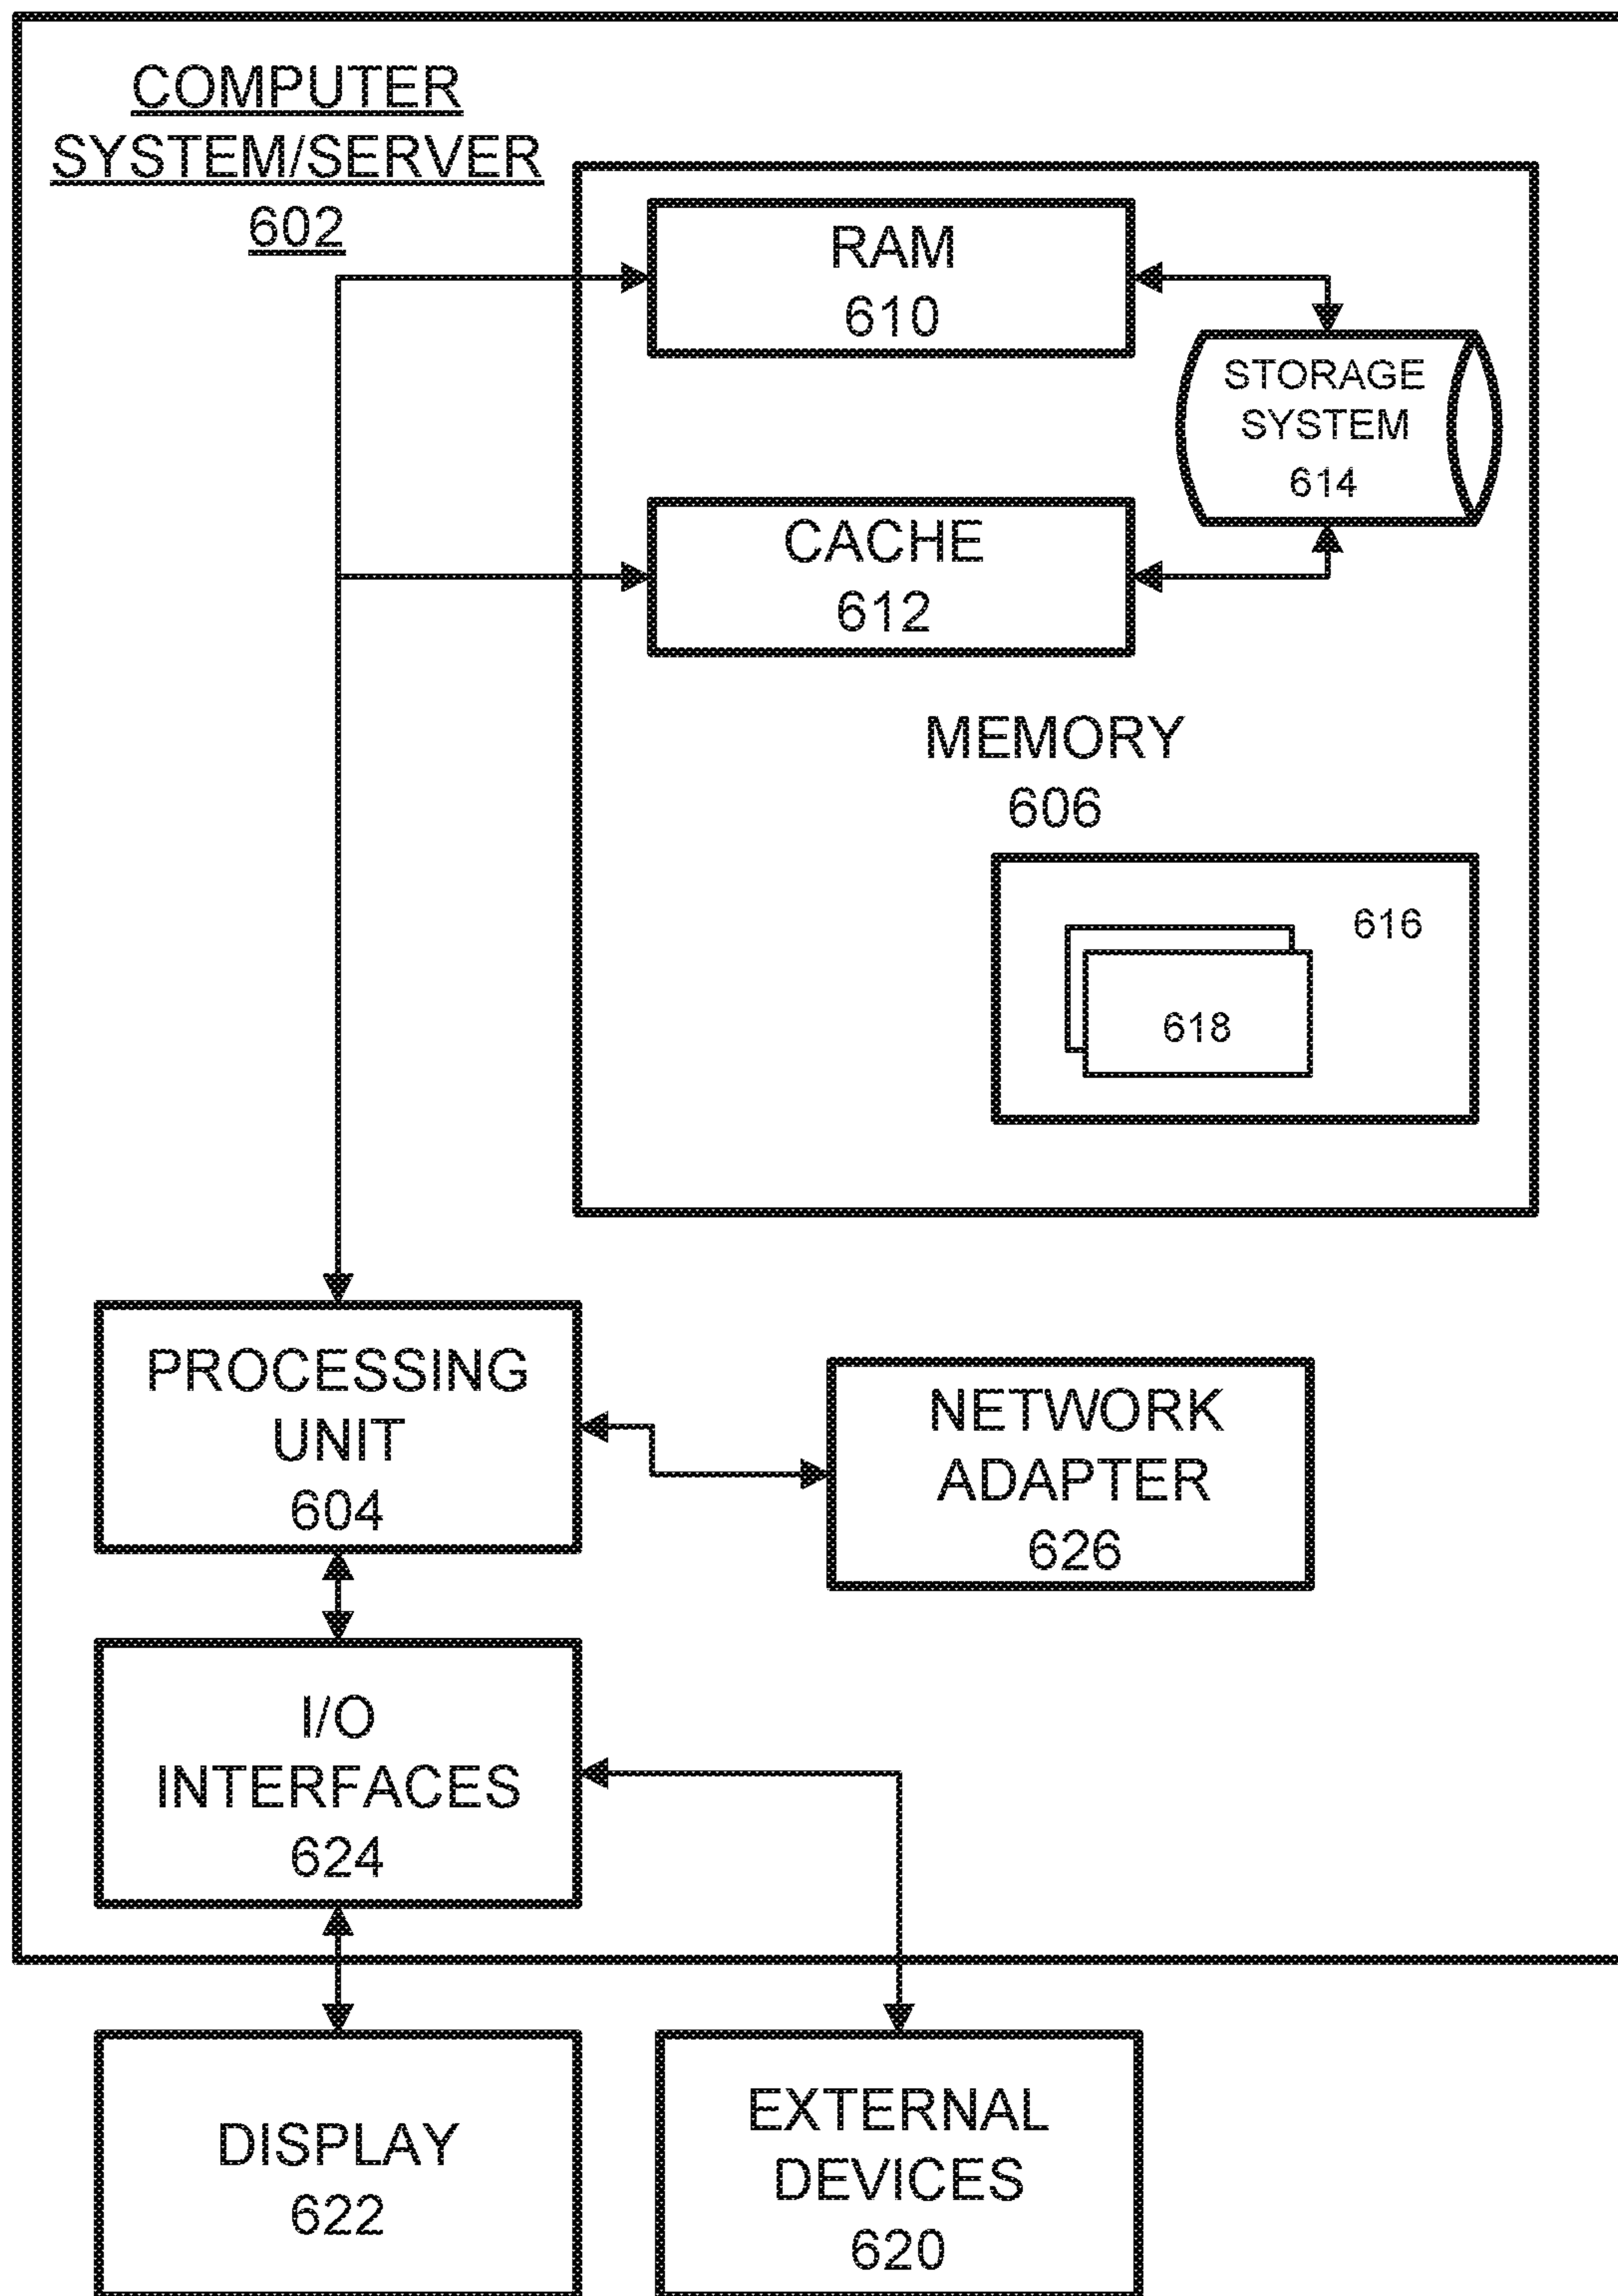 COMPUTER
SYSTEM/SERVER
602
RAM
610
STORAGE
SYSTEM
614
CACHE
612
MEMORY
606
616
618
PROCESSING
UNIT
604
NETWORK
ADAPTER
626
I/O
INTERFACES
624
DISPLAY
622
EXTERNAL
DEVICES
620